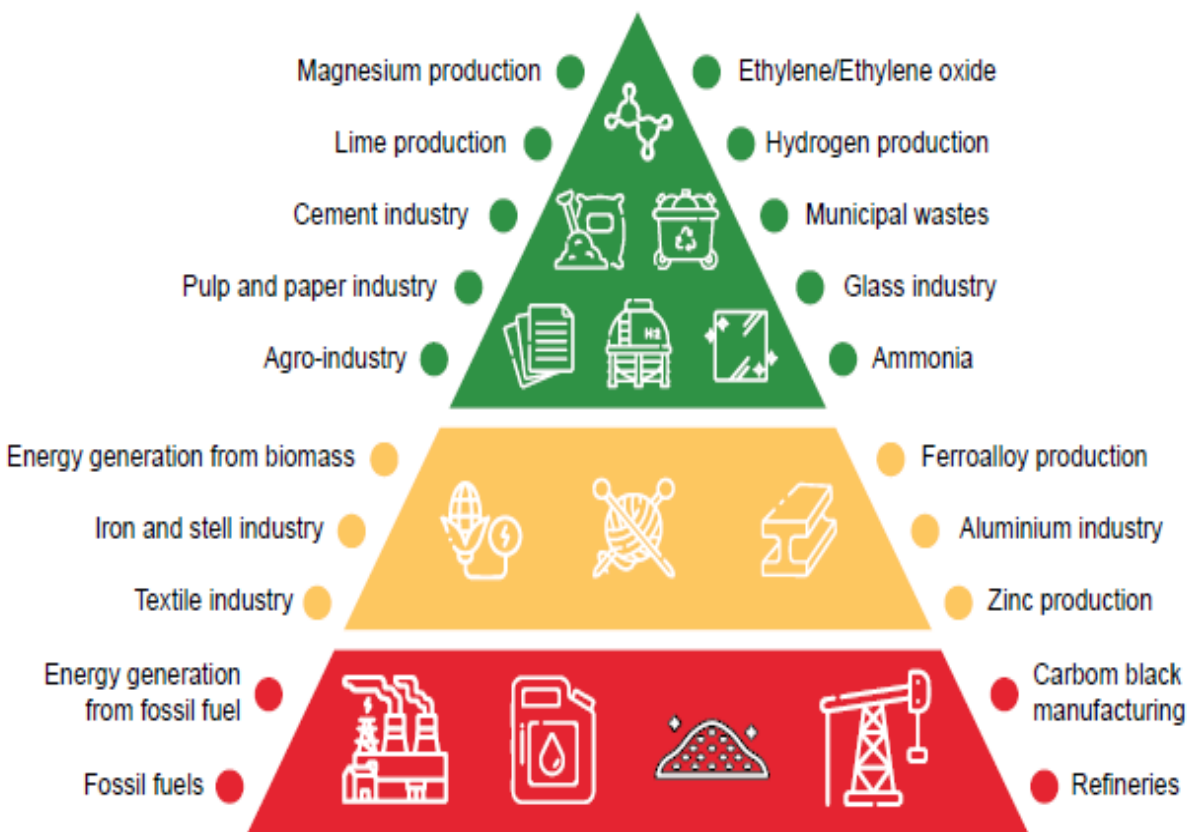 Magnesium production
Ethylene/Ethylene oxide
Lime production
Hydrogen production
Cement industry
Municipal wastes
Pulp and paper industry
Glass industry
H2
Agro-industry
Ammonia
Energy generation from biomass
Ferroalloy production
Iron and stell industry
Aluminium industry
Textile industry
Zinc production
Energy generation
from fossil fuel
Carbom black
manufacturing
Fossil fuels
Refineries